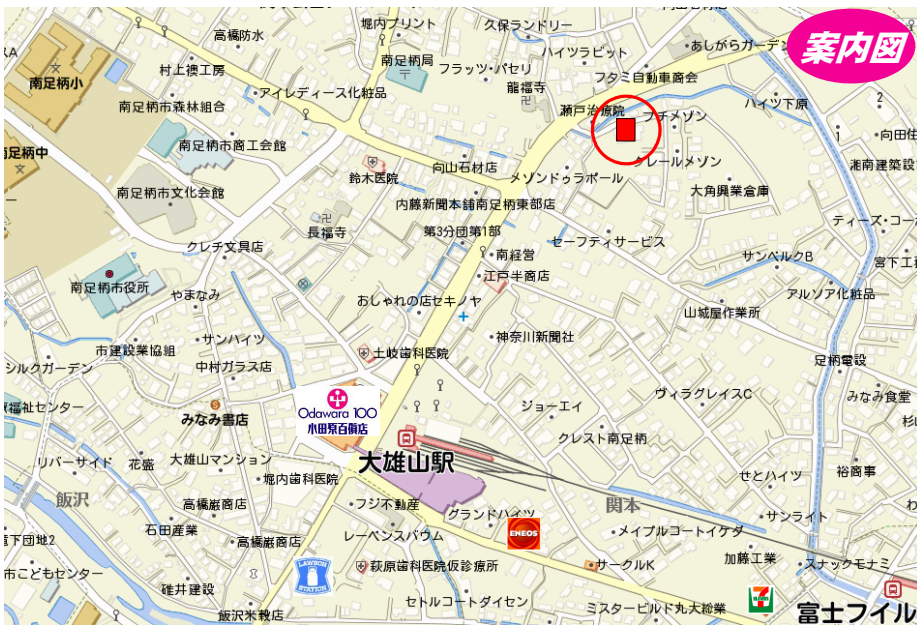 案内図
堀内プリント
久保ランドリー
高橋防水
ハイツラビット
あしがらガーデン
南足柄局
フラッツ・パセリ
村上襖工房
南足柄小
龍福寺
フタミ自動車商会
アイレディース化粧品
南足柄市森林組合
瀬戸治療院
プチメゾン
ハイツ下原
2
1
向田住
南足柄市商工会館
南足柄中
向山石材店
クレールメゾン
湘南建築設
鈴木医院
メゾンドゥラポール
大角興業倉庫
南足柄市文化会館
内藤新聞本舗南足柄東部店
ティーズ・コー
長福寺
第3分団第1部
クレチ文具店
セーフティサービス
南経営
サンベルクB
宮下工
江戸半商店
南足柄市役所
やまなみ
おしゃれの店セキノヤ
アルソア化粧品
山城屋作業所
サンハイツ
神奈川新聞社
市建設業協組
土岐歯科医院
足柄電設
シルクガーデン
中村ガラス店
ヴィラグレイスC
みなみ食堂
福祉センター
Odawara 100
小田原百貨店
ジョーエイ
みなみ書店
クレスト南足柄
リバーサイド
花盛
大雄山マンション
大雄山駅
裕商事
堀内歯科医院
せとハイツ
飯沢
関本
高橋巌商店
フジ不動産
グランドハイツ
サンライト
石田産業
レーベンスバウム
ENEOS
メイプルコートイケダ
下団地2
高橋巌商店
加藤工業
市こどもセンター
LAWSON
STATION
萩原歯科医院仮診療所
サークルK
スナックモナミ
碓井建設
セトルコートダイセン
飯沢米穀店
ミスタービルド丸大総業
富士フイル